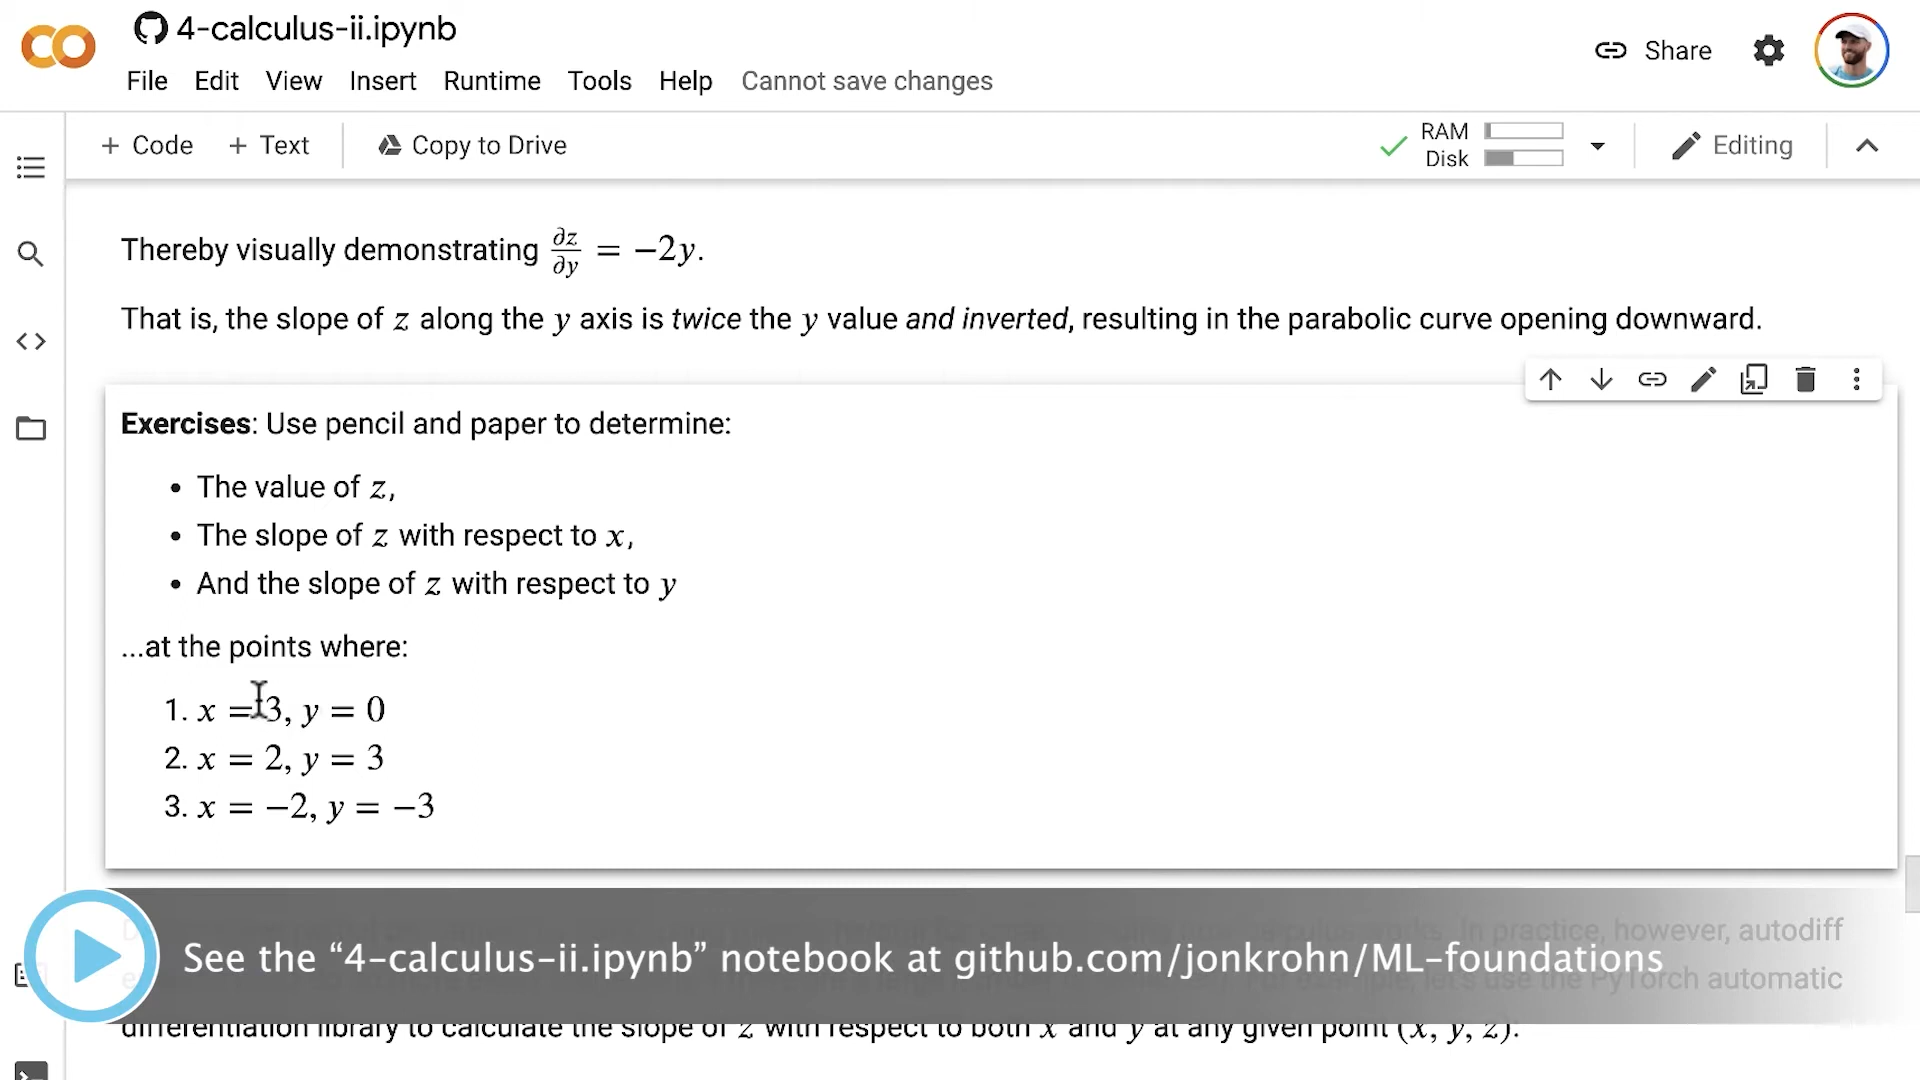 4-calculus-ii.ipynb
Share
File Edit View Insert Runtime Tools Help Cannot save changes
+ Code + Text Copy to Drive RAM Disk Editing
Thereby visually demonstrating ∂z/∂y = −2y.
That is, the slope of z along the y axis is twice the y value and inverted, resulting in the parabolic curve opening downward.
Exercises: Use pencil and paper to determine:
• The value of z,
• The slope of z with respect to x,
• And the slope of z with respect to y
...at the points where:
1. x = 3, y = 0
2. x = 2, y = 3
3. x = −2, y = −3
In practice, however, autodiff
See the “4-calculus-ii.ipynb” notebook at github.com/jonkrohn/ML-foundations
let's use the PyTorch automatic
differentiation library to calculate the slope of z with respect to both x and y at any given point (x, y, z):